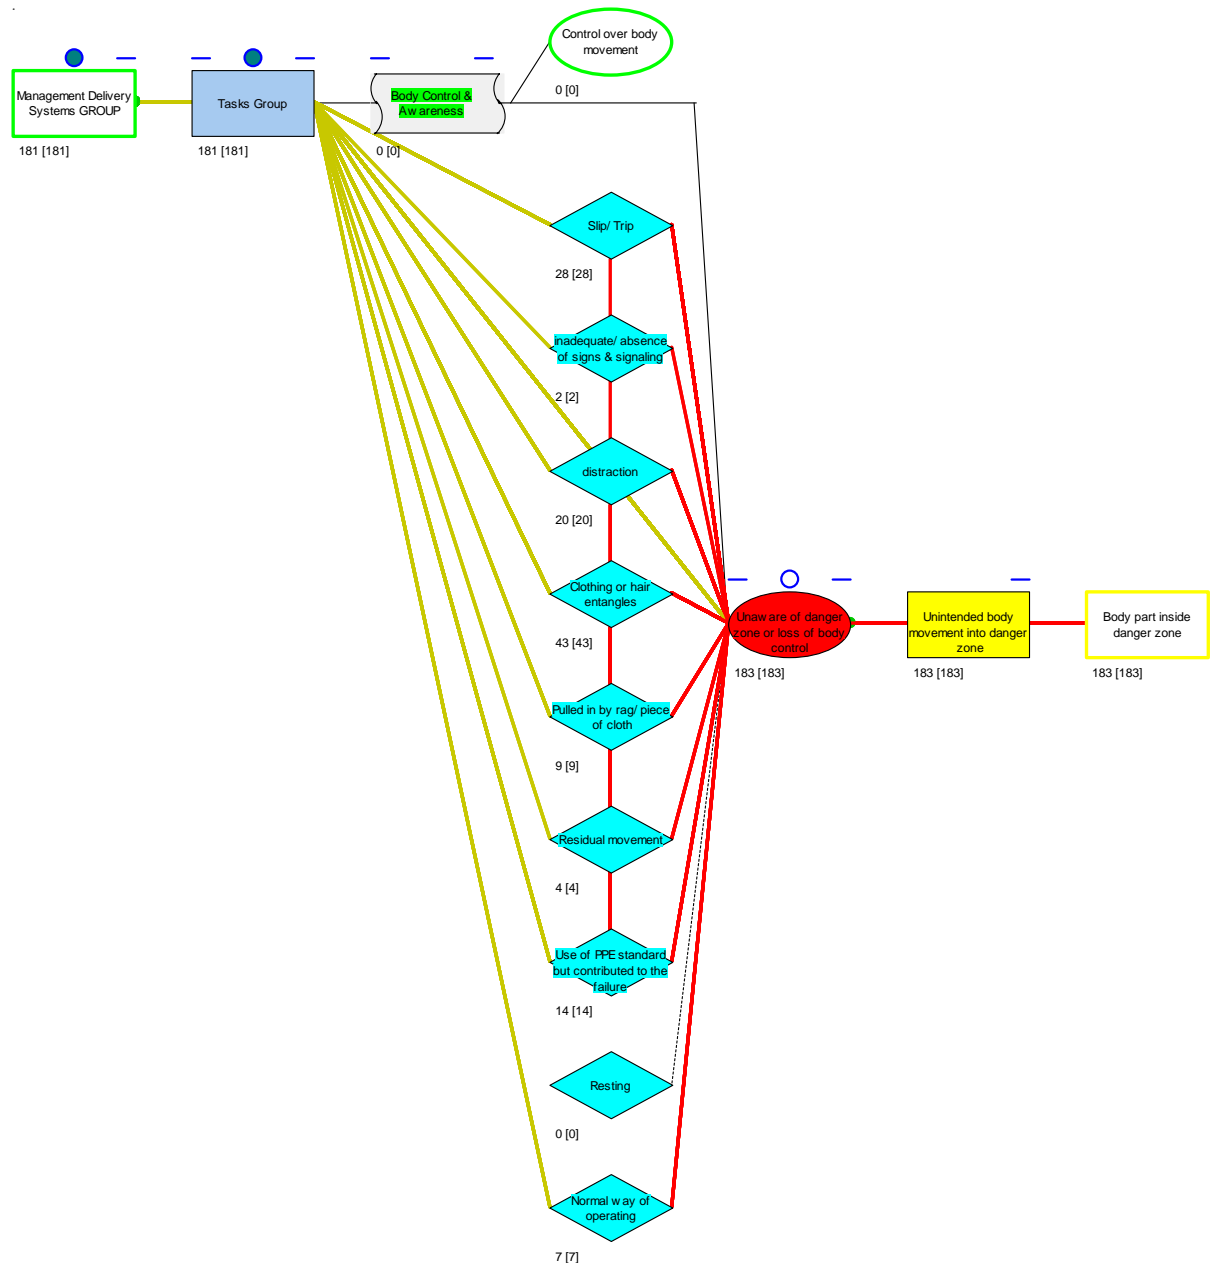 .
Control over body
movement
0 [0]
Management Delivery
Systems GROUP
181 [181]
Tasks Group
181 [181]
Body Control &
Awareness
0 [0]
Slip/ Trip
28 [28]
inadequate/ absence
of signs & signaling
2 [2]
distraction
20 [20]
Clothing or hair
entangles
43 [43]
Unaware of danger
zone or loss of body
control
183 [183]
Unintended body
movement into danger
zone
183 [183]
Body part inside
danger zone
183 [183]
Pulled in by rag/ piece
of cloth
9 [9]
Residual movement
4 [4]
Use of PPE standard
but contributed to the
failure
14 [14]
Resting
0 [0]
Normal way of
operating
7 [7]